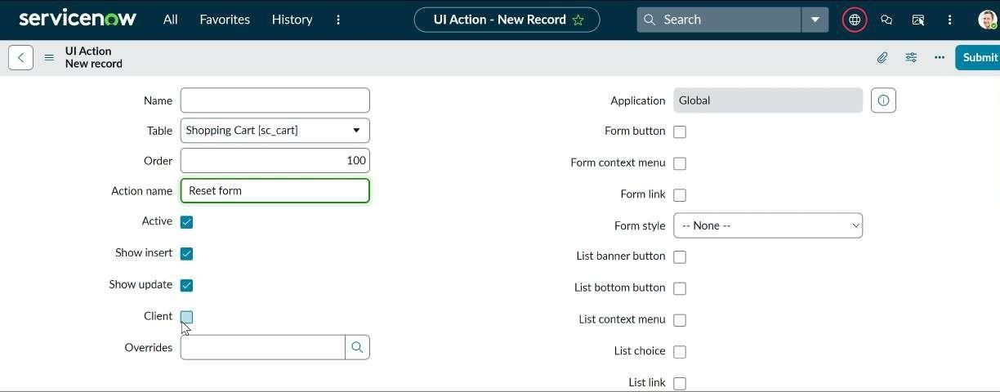 servicenow All Favorites History UI Action - New Record Search
UI Action
New record
Submit
Name
Table Shopping Cart [sc_cart]
Order 100
Action name Reset form
Active
Show insert
Show update
Client
Overrides
Application Global
Form button
Form context menu
Form link
Form style -- None --
List banner button
List bottom button
List context menu
List choice
List link